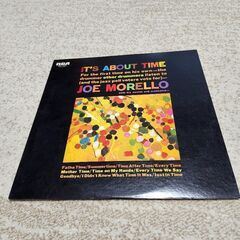 RCA
IT'S ABOUT TIME
For the first time on his own—the
drummer other drummers listen to
(and the jazz poll voters vote for)—
JOE MORELLO
Fatha Time/Summertime/Time After Time/Every Time
Mother Time/Time on My Hands/Every Time We Say
Goodbye/I Didn't Know What Time It Was/Just in Time